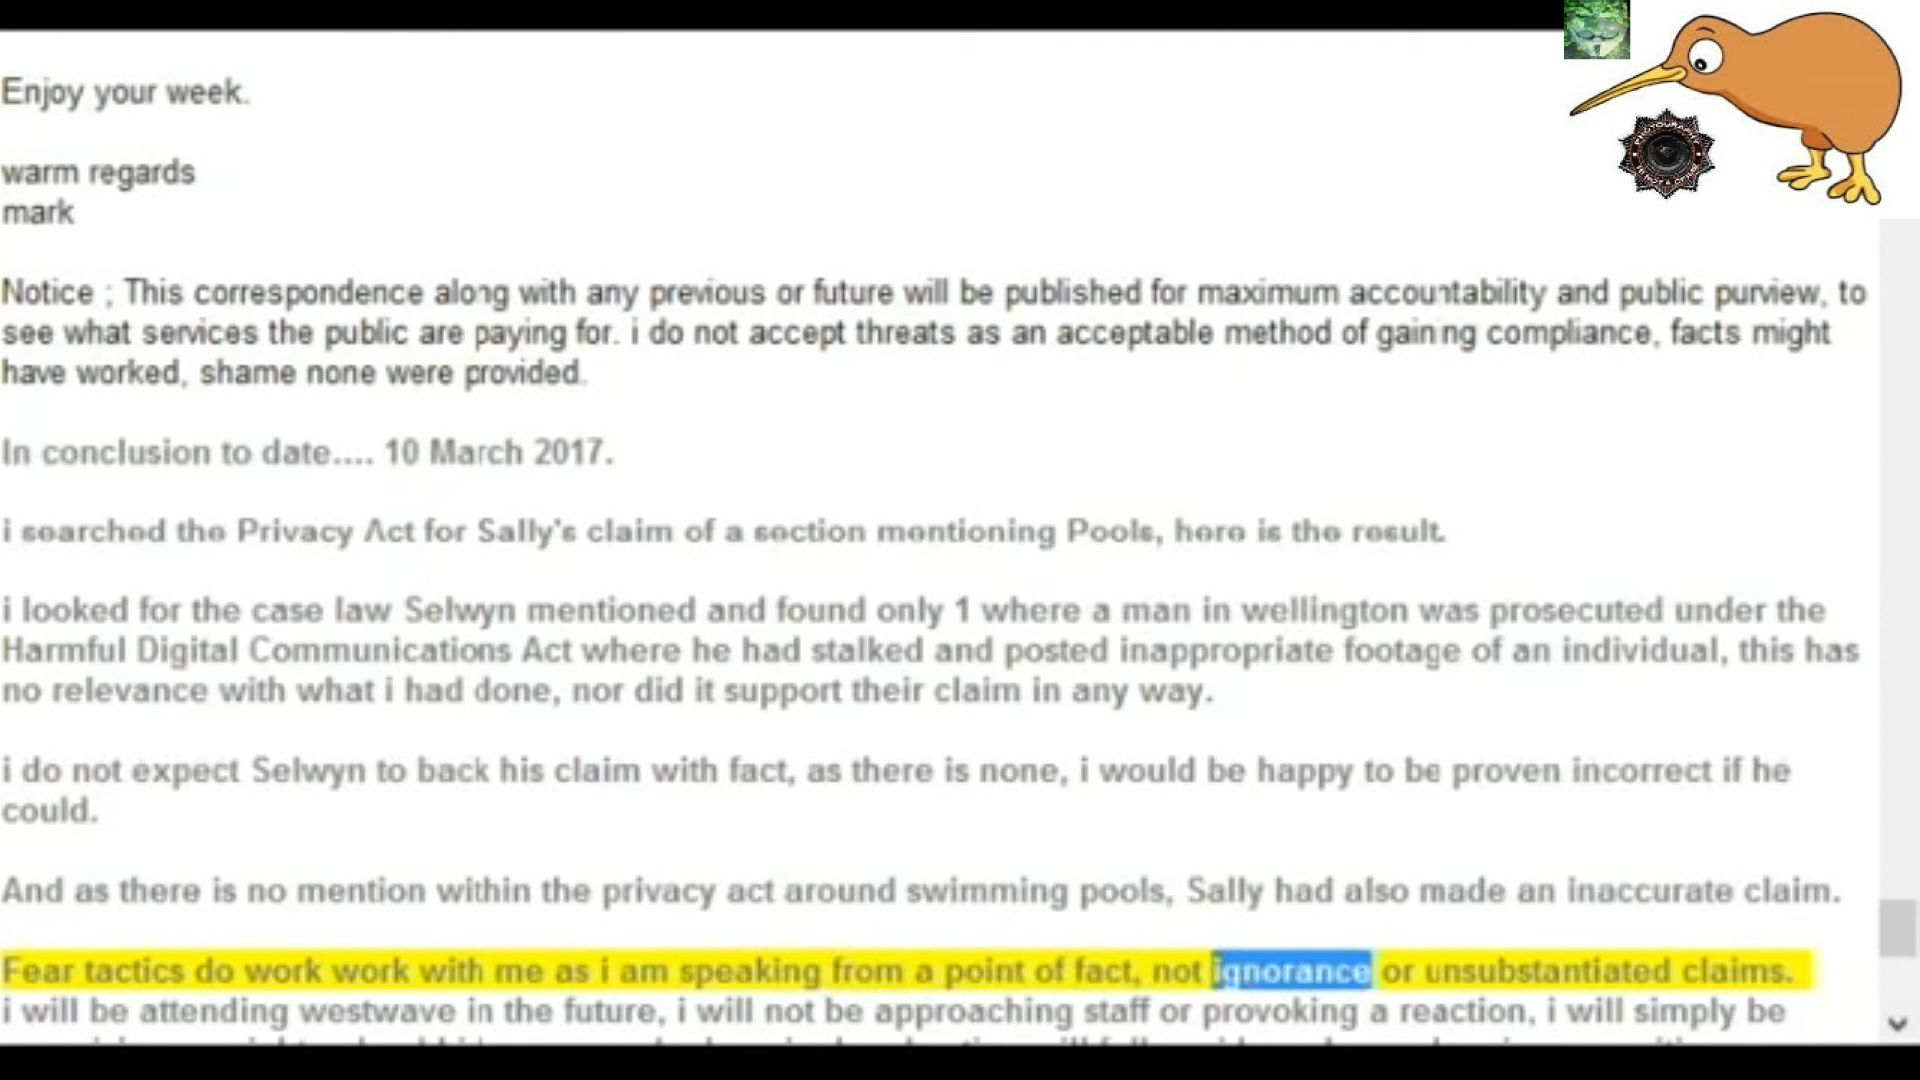 Enjoy your week.
warm regards
mark
Notice ; This correspondence along with any previous or future will be published for maximum accountability and public purview, to
see what services the public are paying for. i do not accept threats as an acceptable method of gaining compliance, facts might
have worked, shame none were provided.
In conclusion to date.... 10 March 2017.
i searched the Privacy Act for Sally's claim of a section mentioning Pools, here is the result.
i looked for the case law Selwyn mentioned and found only 1 where a man in wellington was prosecuted under the
Harmful Digital Communications Act where he had stalked and posted inappropriate footage of an individual, this has
no relevance with what i had done, nor did it support their claim in any way.
i do not expect Selwyn to back his claim with fact, as there is none, i would be happy to be proven incorrect if he
could.
And as there is no mention within the privacy act around swimming pools, Sally had also made an inaccurate claim.
Fear tactics do work work with me as i am speaking from a point of fact, not ignorance or unsubstantiated claims.
i will be attending westwave in the future, i will not be approaching staff or provoking a reaction, i will simply be